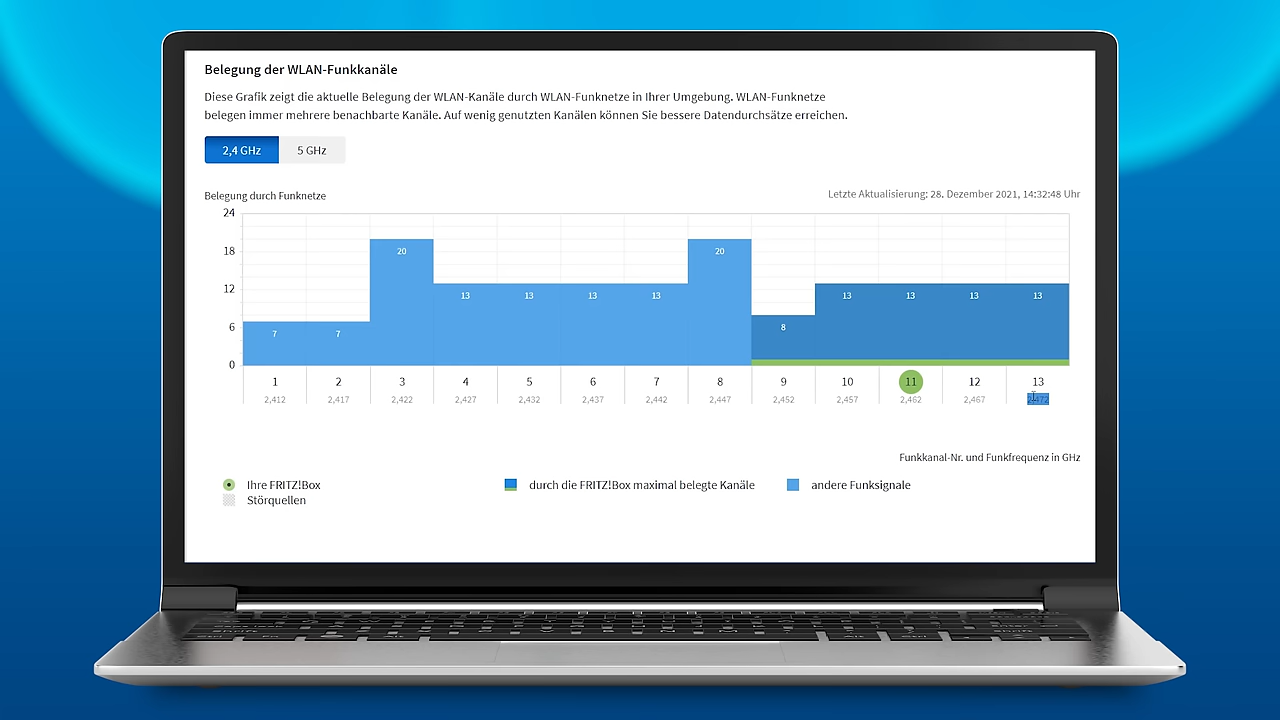 Belegung der WLAN-Funkkanäle
Diese Grafik zeigt die aktuelle Belegung der WLAN-Kanäle durch WLAN-Funknetze in Ihrer Umgebung. WLAN-Funknetze
belegen immer mehrere benachbarte Kanäle. Auf wenig genutzten Kanälen können Sie bessere Datendurchsätze erreichen.
2,4 GHz 5 GHz
Belegung durch Funknetze Letzte Aktualisierung: 28. Dezember 2021, 14:32:48 Uhr
24
18
12
6
0
7 7 20 13 13 13 13 20 8 13 13 13 13
1 2 3 4 5 6 7 8 9 10 11 12 13
2,412 2,417 2,422 2,427 2,432 2,437 2,442 2,447 2,452 2,457 2,462 2,467
Funkkanal-Nr. und Funkfrequenz in GHz
Ihre FRITZ!Box durch die FRITZ!Box maximal belegte Kanäle andere Funksignale
Störquellen